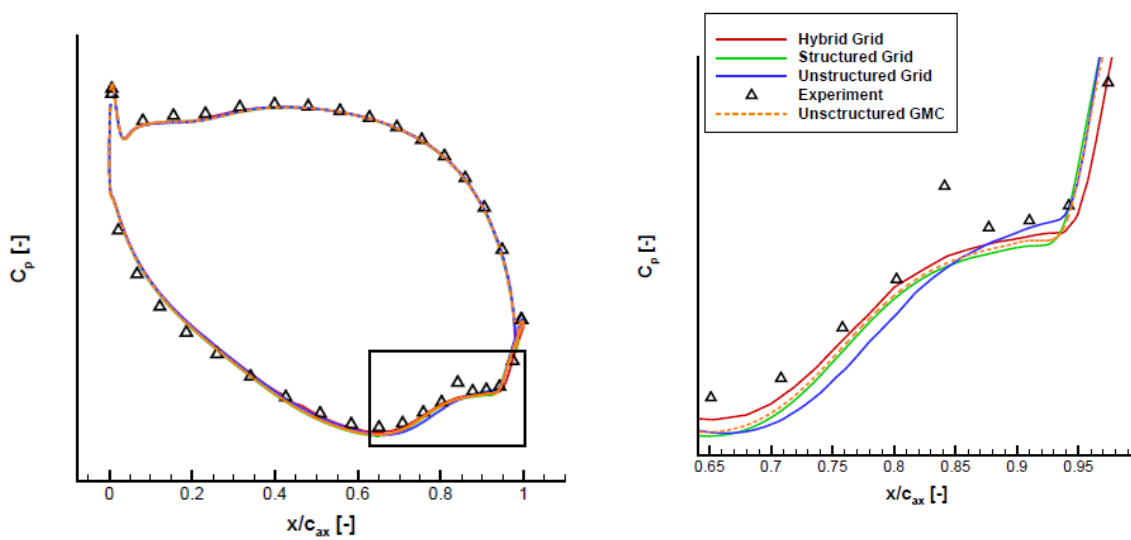 C_p [-]
0
0.2
0.4
0.6
0.8
1
x/c_ax [-]
Hybrid Grid
Structured Grid
Unstructured Grid
Experiment
Unsctructured GMC
C_p [-]
0.65
0.7
0.75
0.8
0.85
0.9
0.95
x/c_ax [-]